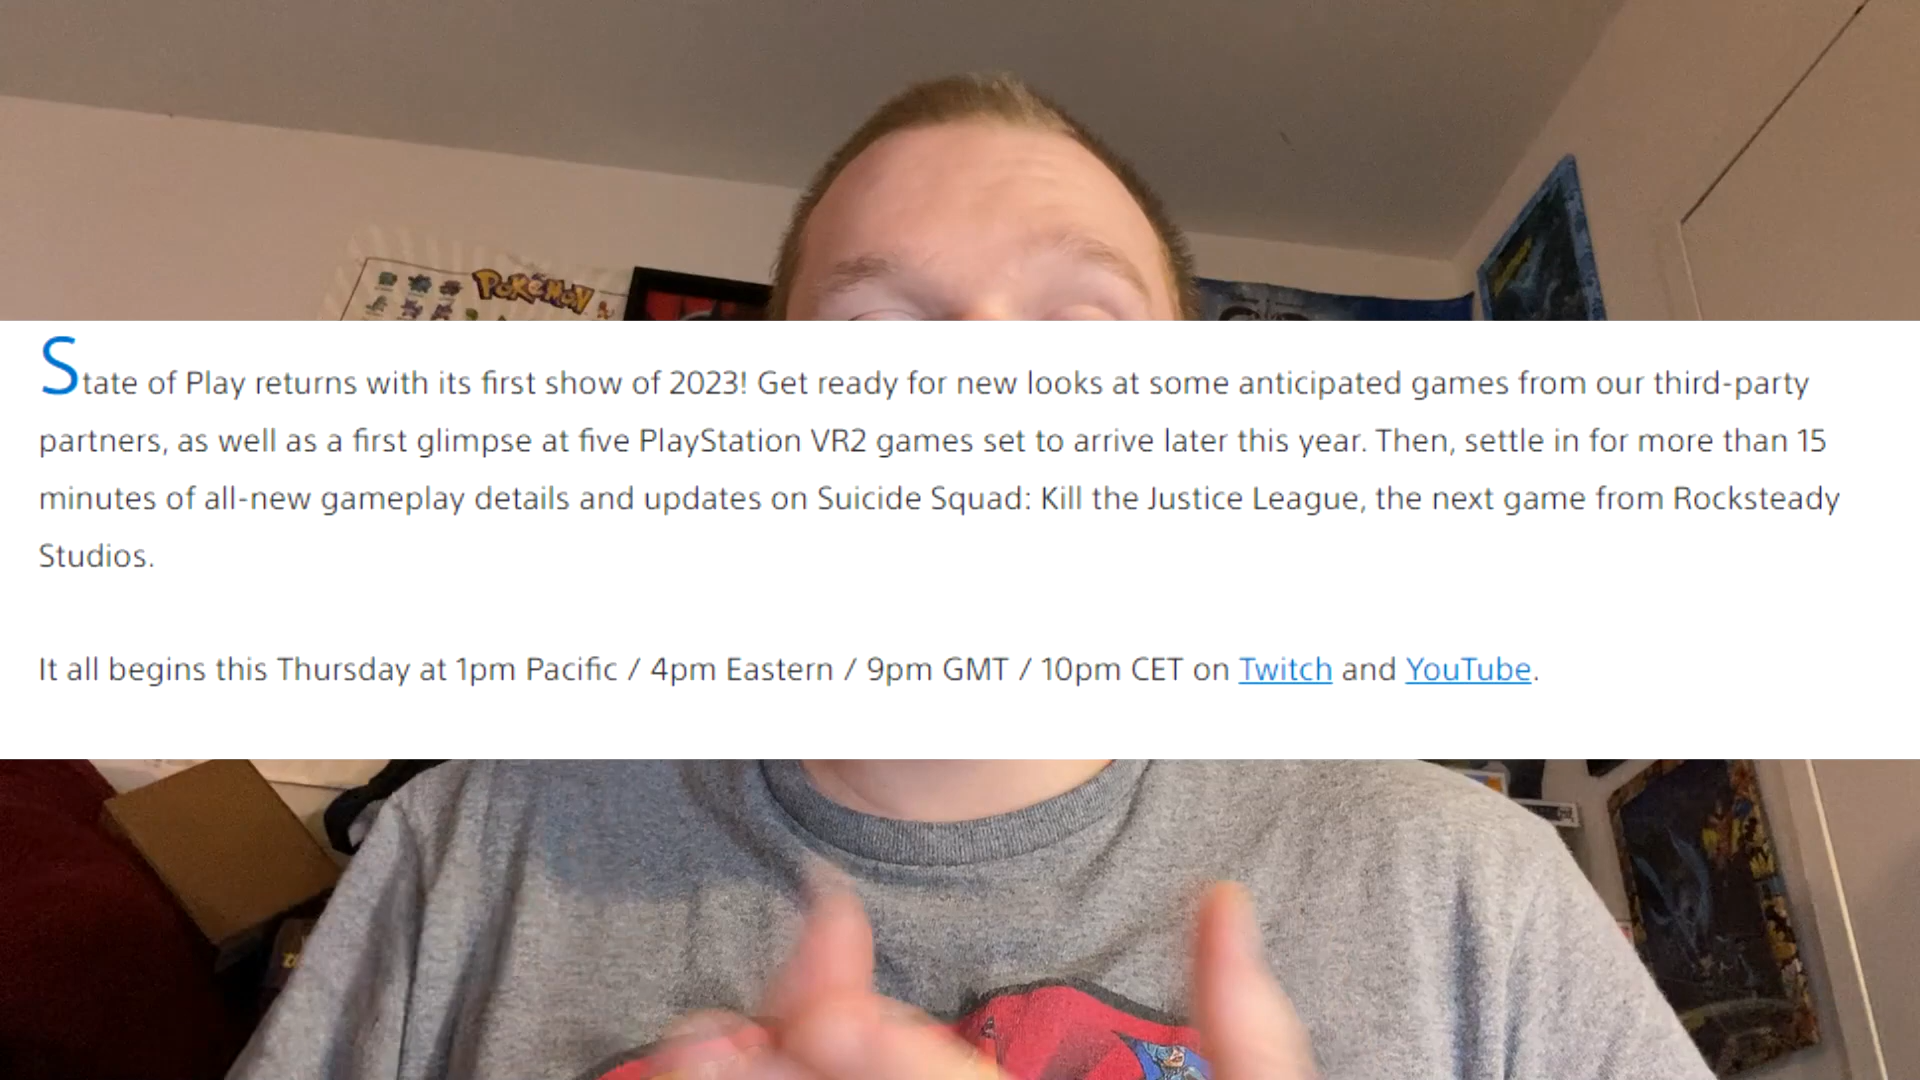 POKéMON
State of Play returns with its first show of 2023! Get ready for new looks at some anticipated games from our third-party
partners, as well as a first glimpse at five PlayStation VR2 games set to arrive later this year. Then, settle in for more than 15
minutes of all-new gameplay details and updates on Suicide Squad: Kill the Justice League, the next game from Rocksteady
Studios.
It all begins this Thursday at 1pm Pacific / 4pm Eastern / 9pm GMT / 10pm CET on Twitch and YouTube.